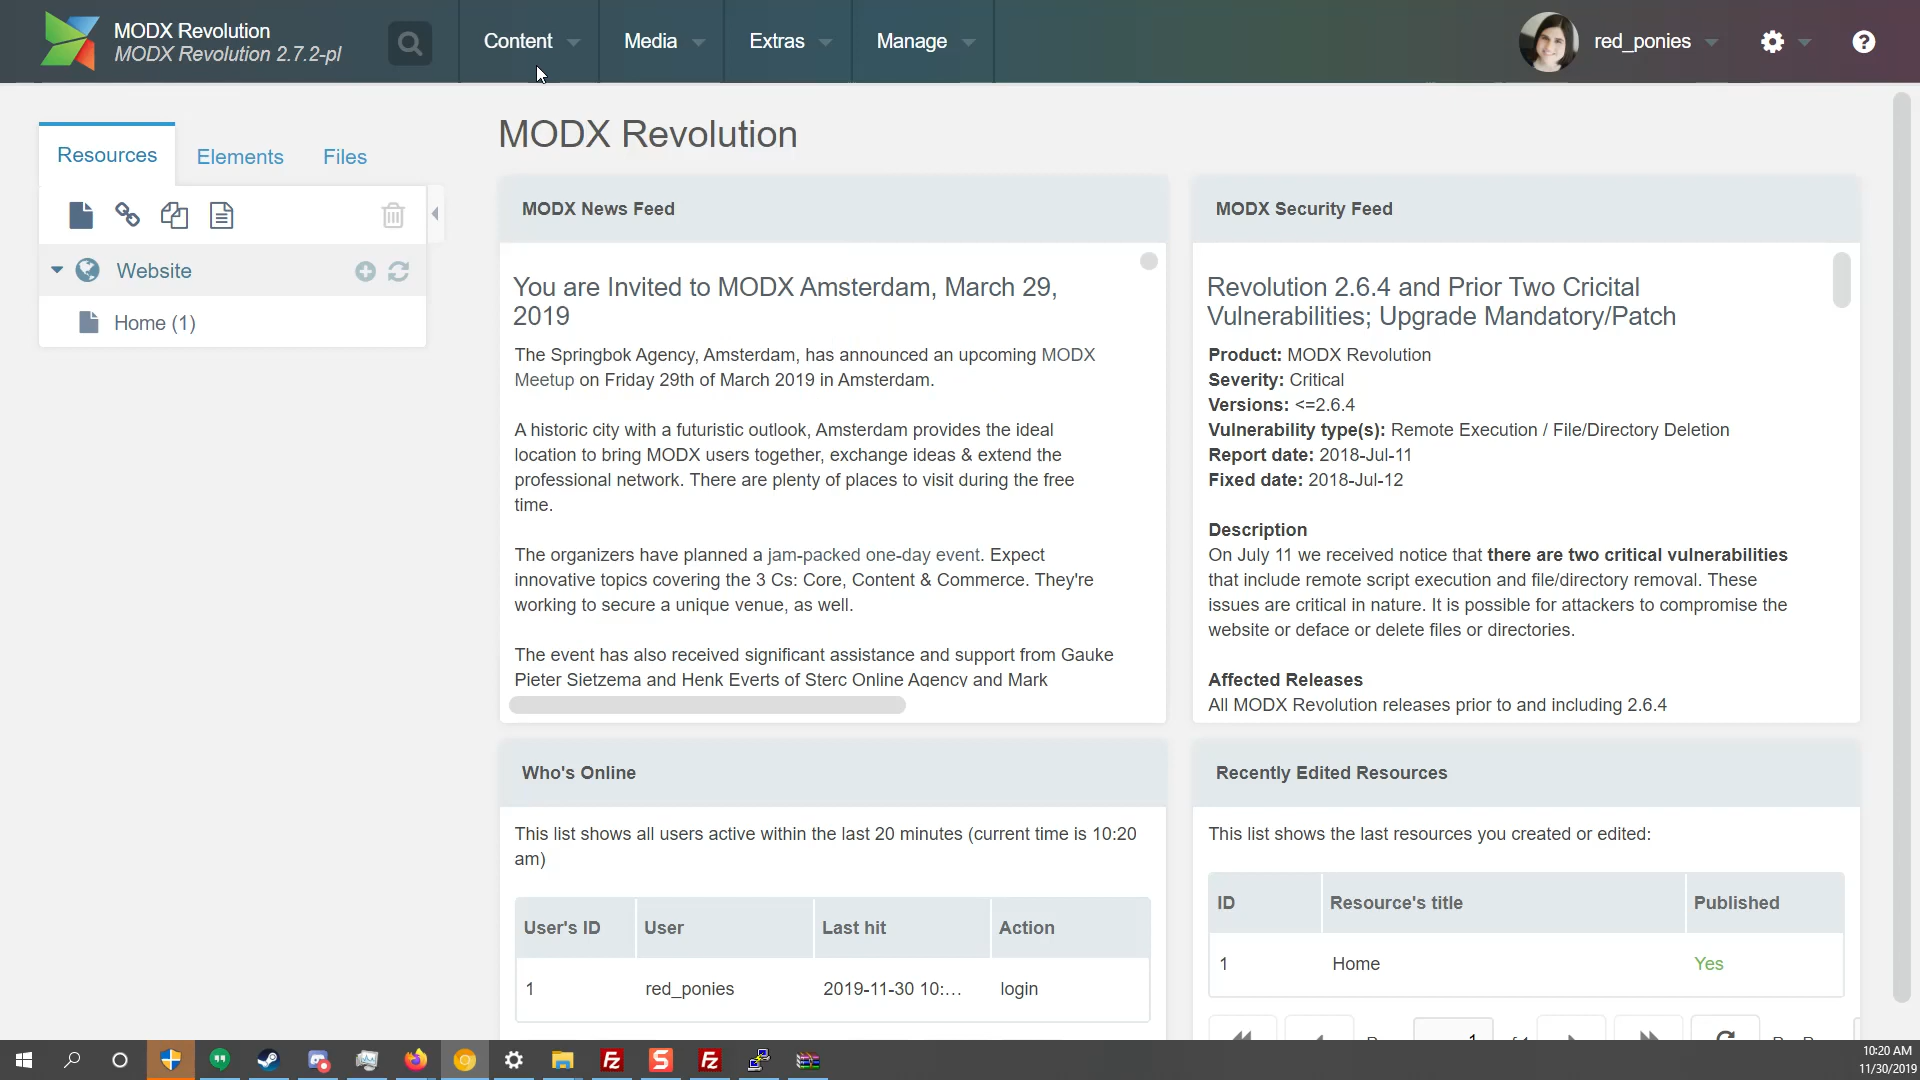 MODX Revolution
MODX Revolution 2.7.2-pl
Content
Media
Extras
Manage
red_ponies
Resources
Elements
Files
Website
Home (1)
MODX Revolution
MODX News Feed
You are Invited to MODX Amsterdam, March 29,
2019
The Springbok Agency, Amsterdam, has announced an upcoming MODX
Meetup on Friday 29th of March 2019 in Amsterdam.
A historic city with a futuristic outlook, Amsterdam provides the ideal
location to bring MODX users together, exchange ideas & extend the
professional network. There are plenty of places to visit during the free
time.
The organizers have planned a jam-packed one-day event. Expect
innovative topics covering the 3 Cs: Core, Content & Commerce. They're
working to secure a unique venue, as well.
The event has also received significant assistance and support from Gauke
Pieter Sietzema and Henk Everts of Sterc Online Agency and Mark
MODX Security Feed
Revolution 2.6.4 and Prior Two Cricital
Vulnerabilities; Upgrade Mandatory/Patch
Product: MODX Revolution
Severity: Critical
Versions: <=2.6.4
Vulnerability type(s): Remote Execution / File/Directory Deletion
Report date: 2018-Jul-11
Fixed date: 2018-Jul-12
Description
On July 11 we received notice that there are two critical vulnerabilities
that include remote script execution and file/directory removal. These
issues are critical in nature. It is possible for attackers to compromise the
website or deface or delete files or directories.
Affected Releases
All MODX Revolution releases prior to and including 2.6.4
Who's Online
This list shows all users active within the last 20 minutes (current time is 10:20
am)
User's ID User Last hit Action
1 red_ponies 2019-11-30 10:... login
Recently Edited Resources
This list shows the last resources you created or edited:
ID Resource's title Published
1 Home Yes
10:20 AM
11/30/2019